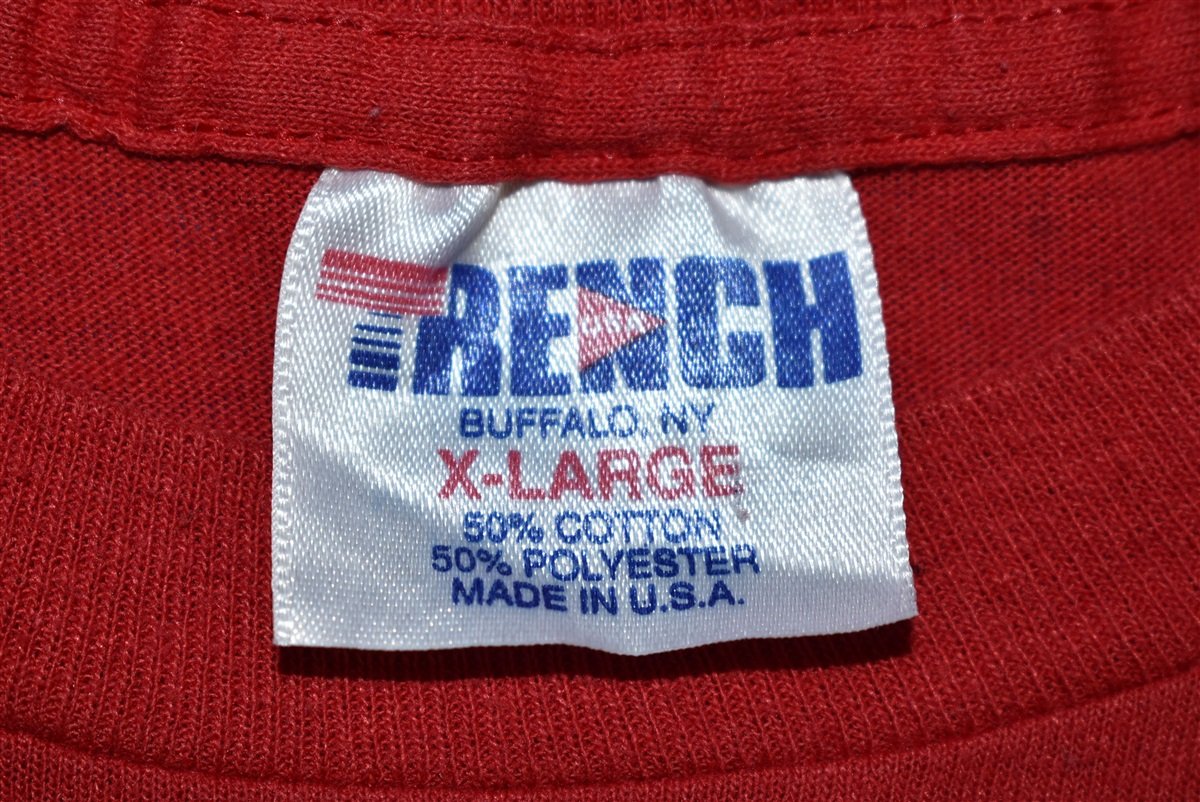 TRENCH
BUFFALO, NY
X-LARGE
50% COTTON
50% POLYESTER
MADE IN U.S.A.